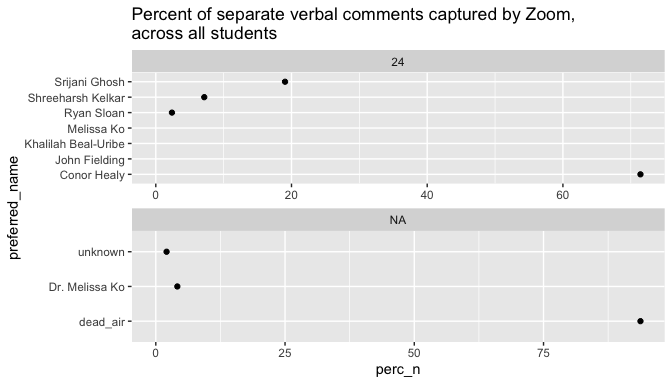 Percent of separate verbal comments captured by Zoom,
across all students
24
Srijani Ghosh
Shreeharsh Kelkar
Ryan Sloan
Melissa Ko
Khalilah Beal-Uribe
John Fielding
Conor Healy
0 20 40 60
preferred_name
NA
unknown
Dr. Melissa Ko
dead_air
0 25 50 75
perc_n